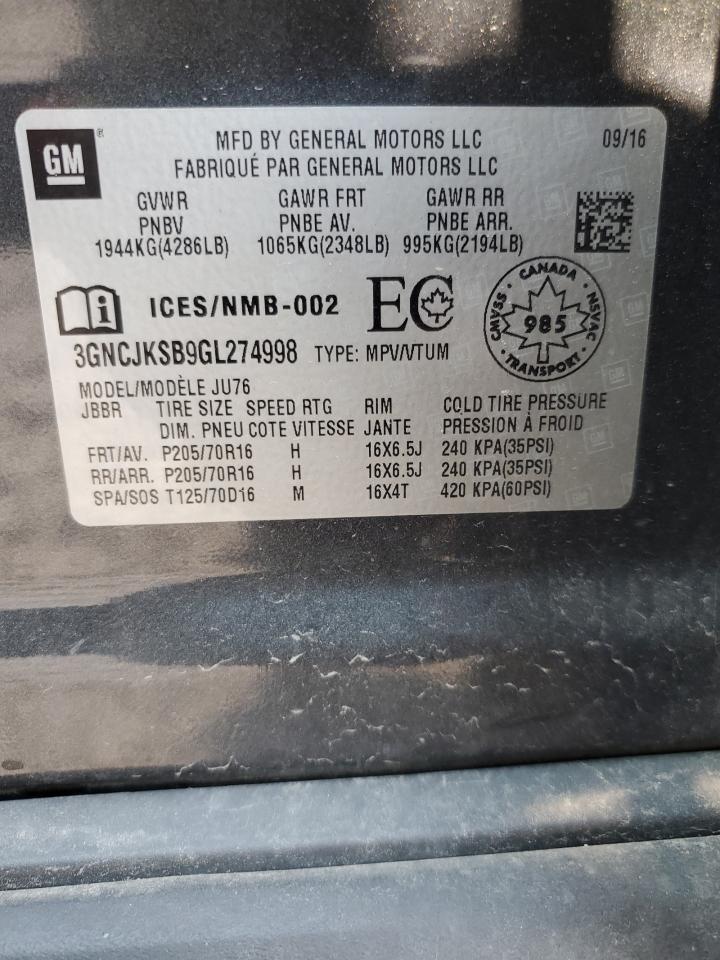 GM ®
MFD BY GENERAL MOTORS LLC 09/16
FABRIQUÉ PAR GENERAL MOTORS LLC
GVWR GAWR FRT GAWR RR
PNBV PNBE AV. PNBE ARR.
1944KG(4286LB) 1065KG(2348LB) 995KG(2194LB)
ICES/NMB-002 EC
CANADA
CMVSS NSVAC
985
TRANSPORT
3GNCJKSB9GL274998 TYPE: MPV/VTUM
MODEL/MODÈLE JU76
JBBR TIRE SIZE SPEED RTG RIM COLD TIRE PRESSURE
DIM. PNEU COTE VITESSE JANTE PRESSION À FROID
FRT/AV. P205/70R16 H 16X6.5J 240 KPA(35PSI)
RR/ARR. P205/70R16 H 16X6.5J 240 KPA(35PSI)
SPA/SOS T125/70D16 M 16X4T 420 KPA(60PSI)